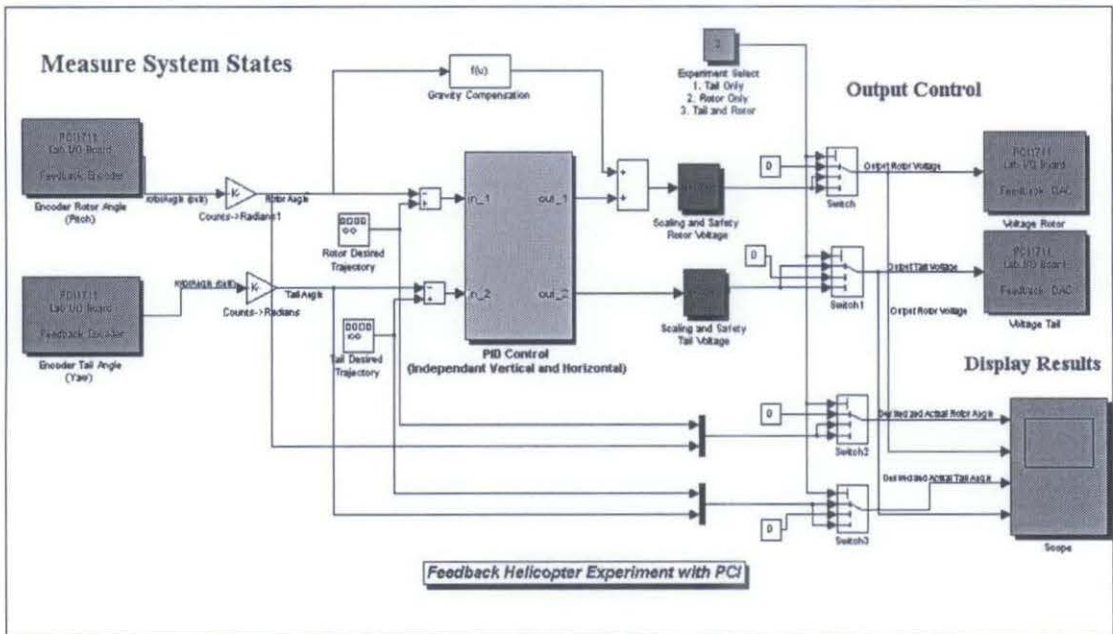 Measure System States
f(u)
Gravity Compensation
3
Experiment Select
1. Tail Only
2. Rotor Only
3. Tail and Rotor
Output Control
PCI1711
Lab I/O Board
Feedback Encoder
Encoder Rotor Angle
(Pitch)
RotorAngle (bits)
K-
Counts->Radians1
Rotor Angle
Rotor Desired
Trajectory
in_1
out_1
in_2
out_2
PID Control
(Independant Vertical and Horizontal)
Scaling and Safety
Rotor Voltage
0
Switch
Output Rotor Voltage
PCI1711
Lab I/O Board
Feedback DAC
Voltage Rotor
PCI1711
Lab I/O Board
Feedback Encoder
Encoder Tail Angle
(Yaw)
K-
Counts->Radians
Tail Angle
Tail Desired
Trajectory
Scaling and Safety
Tail Voltage
0
Switch1
Output Tail Voltage
Output Rotor Voltage
PCI1711
Lab I/O Board
Feedback DAC
Voltage Tail
Display Results
0
Switch2
Desired and Actual Rotor Angle
0
Switch3
Desired and Actual Tail Angle
Scope
Feedback Helicopter Experiment with PCI